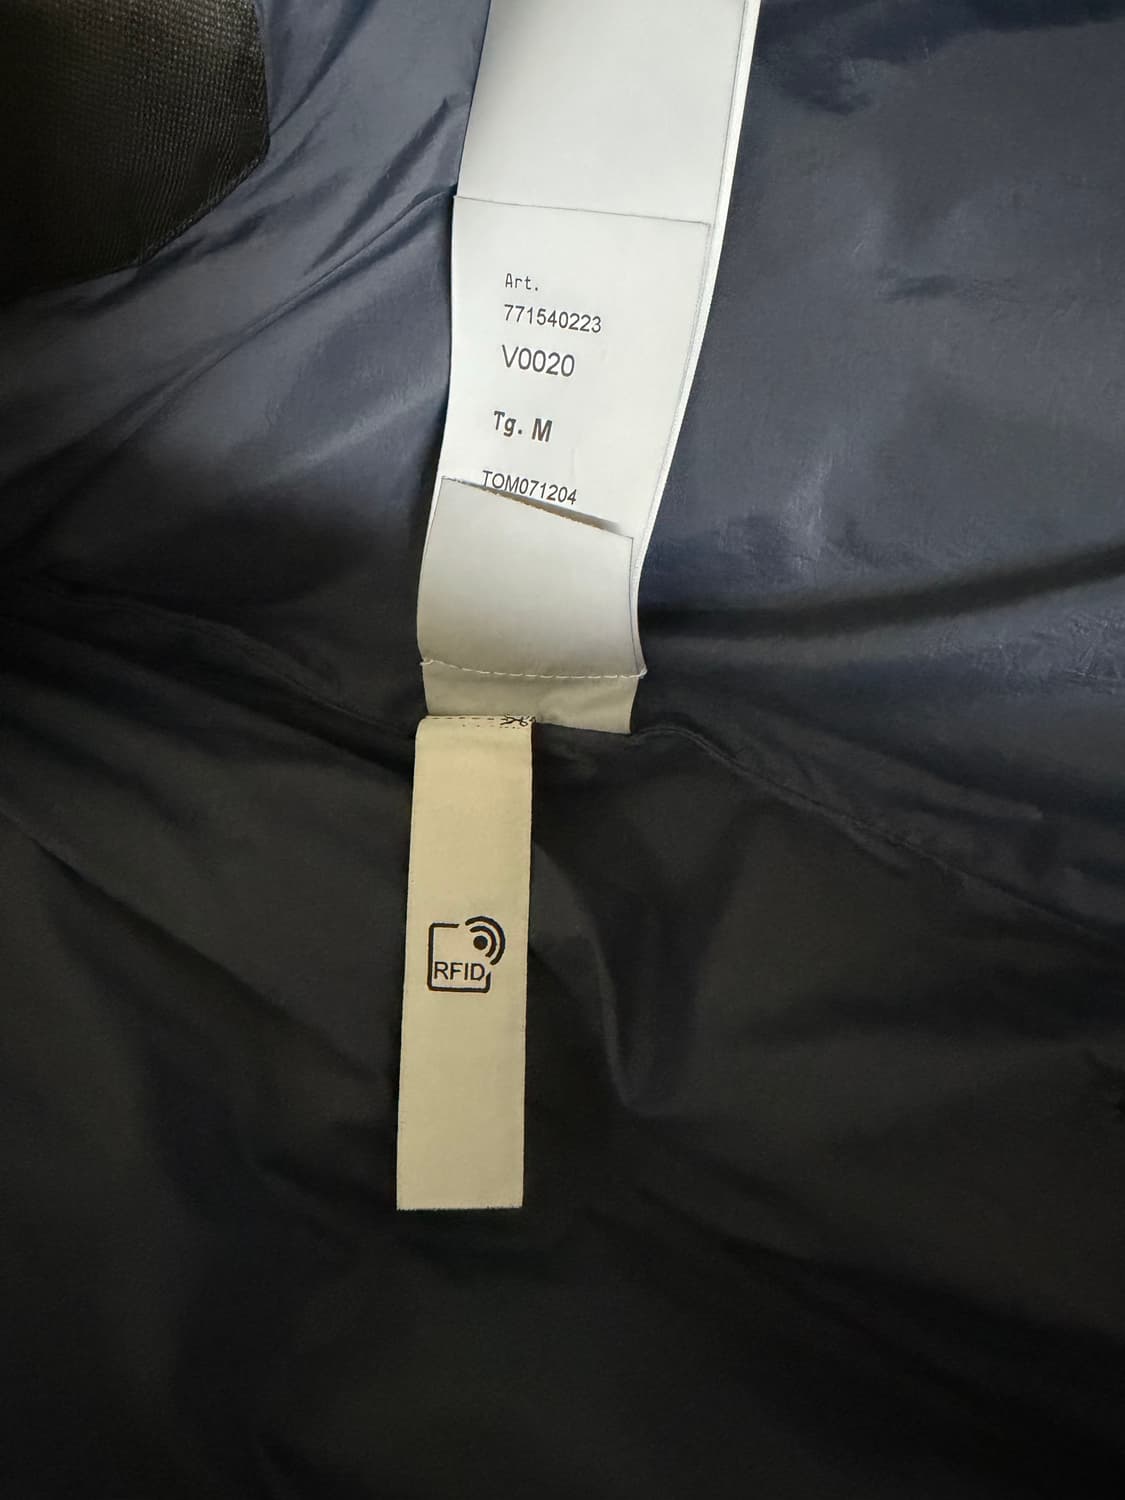 Art.
771540223
V0020
Tg. M
TOM071204
RFID